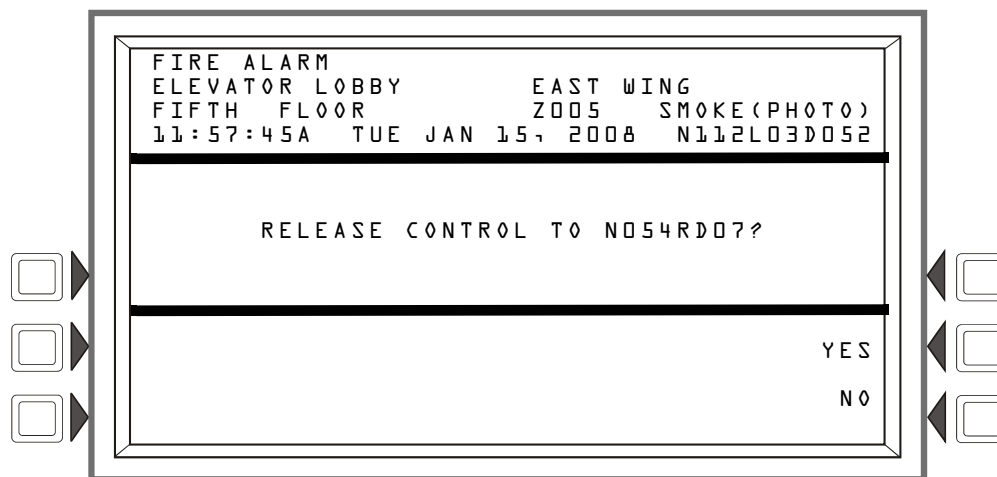 FIRE ALARM
ELEVATOR LOBBY EAST WING
FIFTH FLOOR Z005 SMOKE(PHOTO)
11:57:45A TUE JAN 15, 2008 N112L03D052
RELEASE CONTROL TO N054RD07?
YES
NO